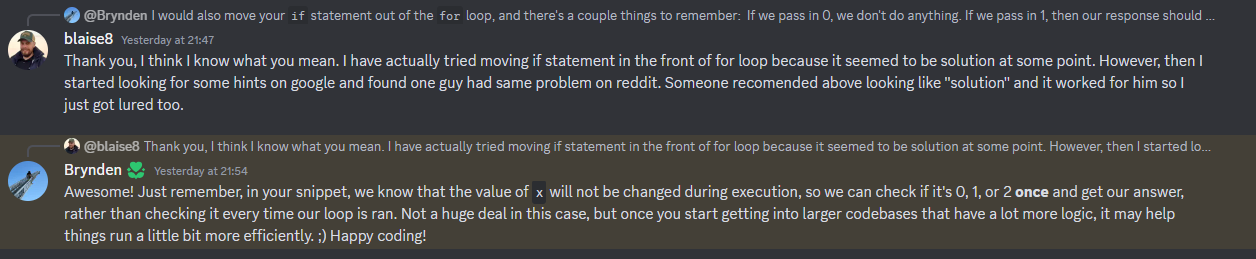 @Brynden I would also move your if statement out of the for loop, and there's a couple things to remember: If we pass in 0, we don't do anything. If we pass in 1, then our response should ...
blaise8 Yesterday at 21:47
Thank you, I think I know what you mean. I have actually tried moving if statement in the front of for loop because it seemed to be solution at some point. However, then I
started looking for some hints on google and found one guy had same problem on reddit. Someone recomended above looking like "solution" and it worked for him so I
just got lured too.
@blaise8 Thank you, I think I know what you mean. I have actually tried moving if statement in the front of for loop because it seemed to be solution at some point. However, then I started lo...
Brynden Yesterday at 21:54
Awesome! Just remember, in your snippet, we know that the value of x will not be changed during execution, so we can check if it's 0, 1, or 2 once and get our answer,
rather than checking it every time our loop is ran. Not a huge deal in this case, but once you start getting into larger codebases that have a lot more logic, it may help
things run a little bit more efficiently. ;) Happy coding!